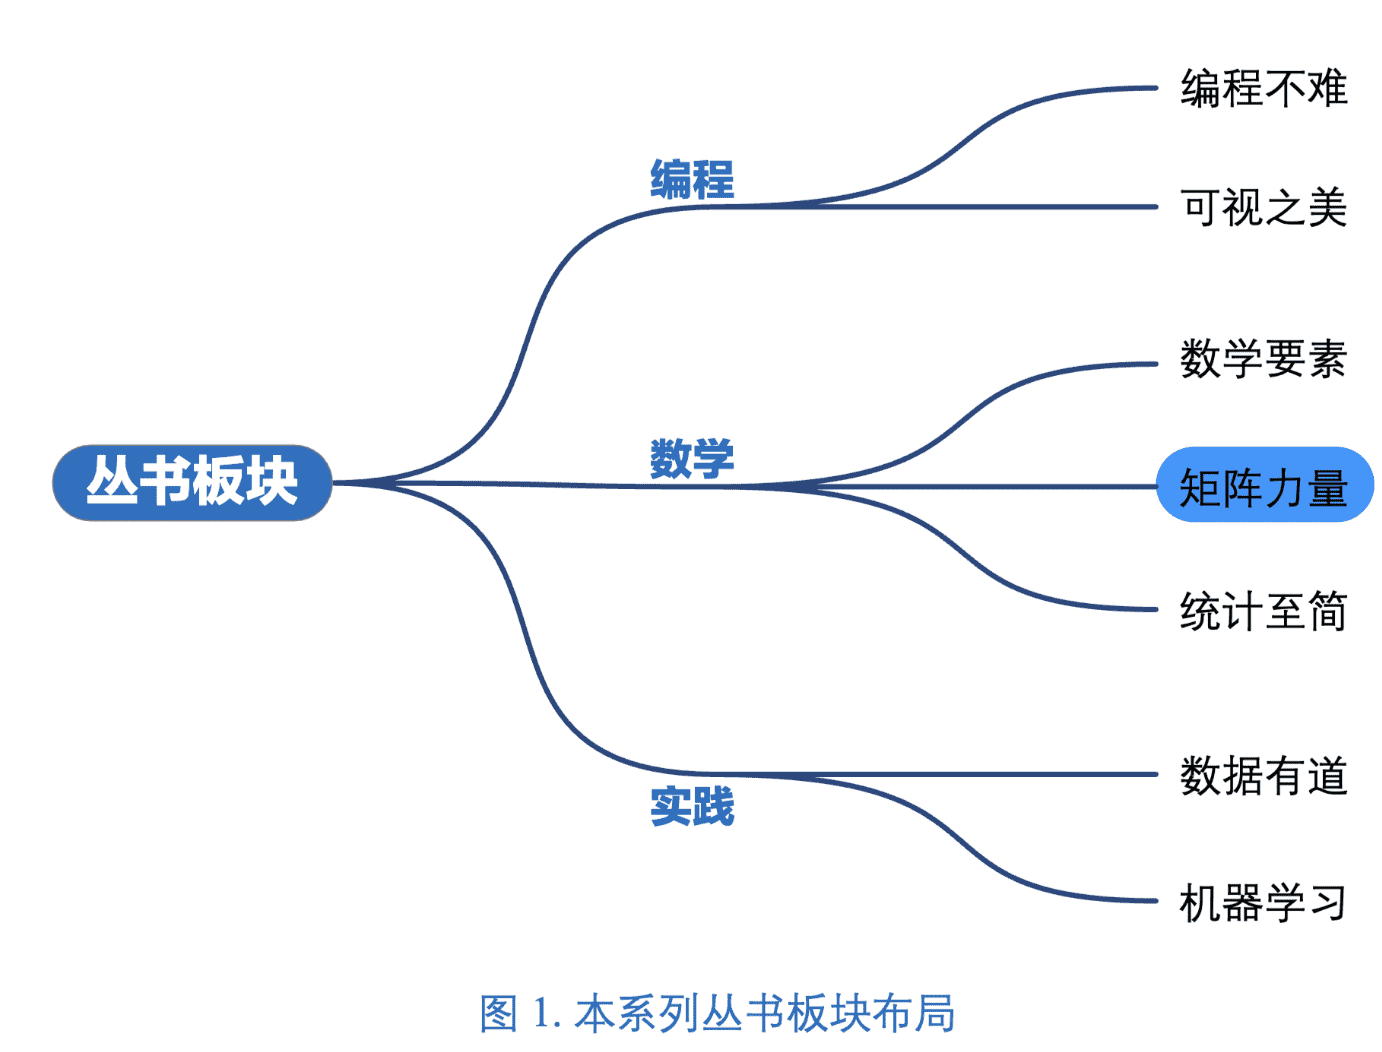 丛书板块
编程
编程不难
可视之美
数学
数学要素
矩阵力量
统计至简
实践
数据有道
机器学习
图 1. 本系列丛书板块布局